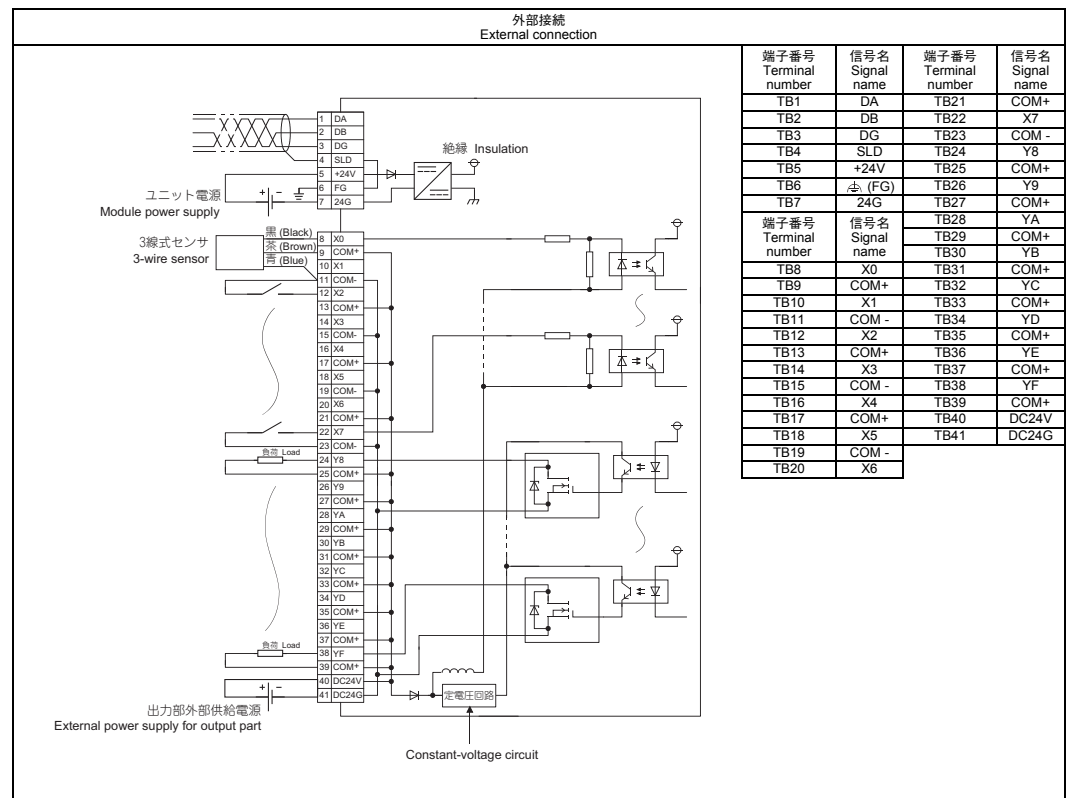 外部接続
External connection
1 DA
2 DB
3 DG
4 SLD
5 +24V
6 FG
7 24G
絶縁 Insulation
ユニット電源
Module power supply
+ -
3線式センサ
3-wire sensor
黒 (Black)
茶 (Brown)
青 (Blue)
8 X0
9 COM+
10 X1
11 COM-
12 X2
13 COM+
14 X3
15 COM-
16 X4
17 COM+
18 X5
19 COM-
20 X6
21 COM+
22 X7
23 COM-
24 Y8
25 COM+
26 Y9
27 COM+
28 YA
29 COM+
30 YB
31 COM+
32 YC
33 COM+
34 YD
35 COM+
36 YE
37 COM+
38 YF
39 COM+
40 DC24V
41 DC24G
負荷 Load
負荷 Load
+ -
出力部外部供給電源
External power supply for output part
定電圧回路
Constant-voltage circuit
端子番号 信号名 端子番号 信号名
Terminal Signal Terminal Signal
number name number name
TB1 DA TB21 COM+
TB2 DB TB22 X7
TB3 DG TB23 COM -
TB4 SLD TB24 Y8
TB5 +24V TB25 COM+
TB6 (FG) TB26 Y9
TB7 24G TB27 COM+
端子番号 信号名 TB28 YA
Terminal Signal TB29 COM+
number name TB30 YB
TB8 X0 TB31 COM+
TB9 COM+ TB32 YC
TB10 X1 TB33 COM+
TB11 COM - TB34 YD
TB12 X2 TB35 COM+
TB13 COM+ TB36 YE
TB14 X3 TB37 COM+
TB15 COM - TB38 YF
TB16 X4 TB39 COM+
TB17 COM+ TB40 DC24V
TB18 X5 TB41 DC24G
TB19 COM -
TB20 X6